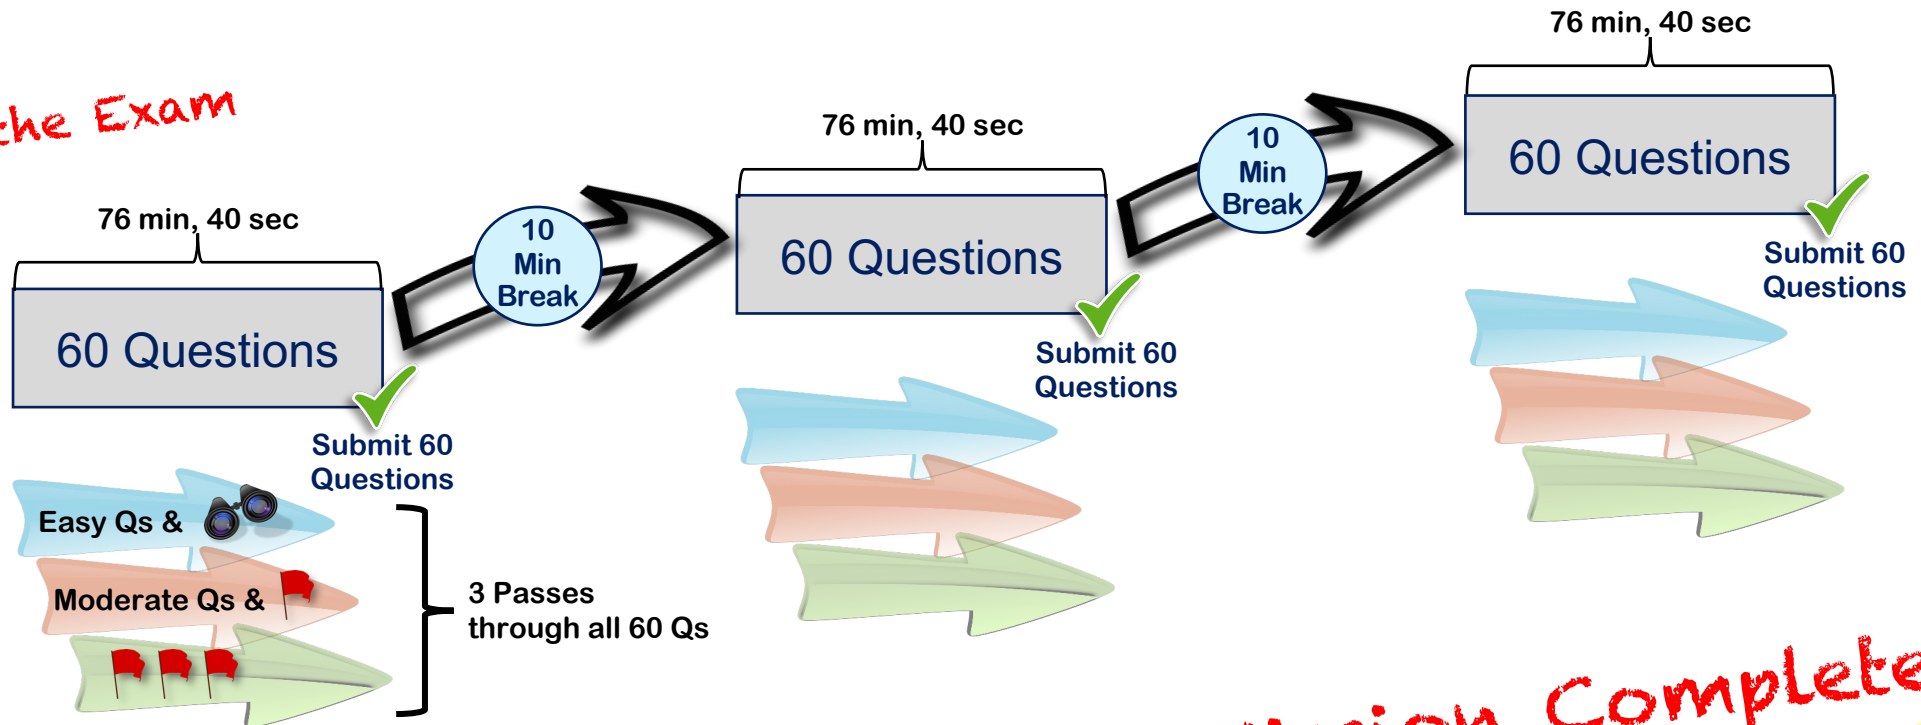 the Exam
76 min, 40 sec
60 Questions
Submit 60
Questions
10
Min
Break
76 min, 40 sec
60 Questions
Submit 60
Questions
10
Min
Break
76 min, 40 sec
60 Questions
Submit 60
Questions
Easy Qs &
Moderate Qs &
3 Passes
through all 60 Qs
Complete